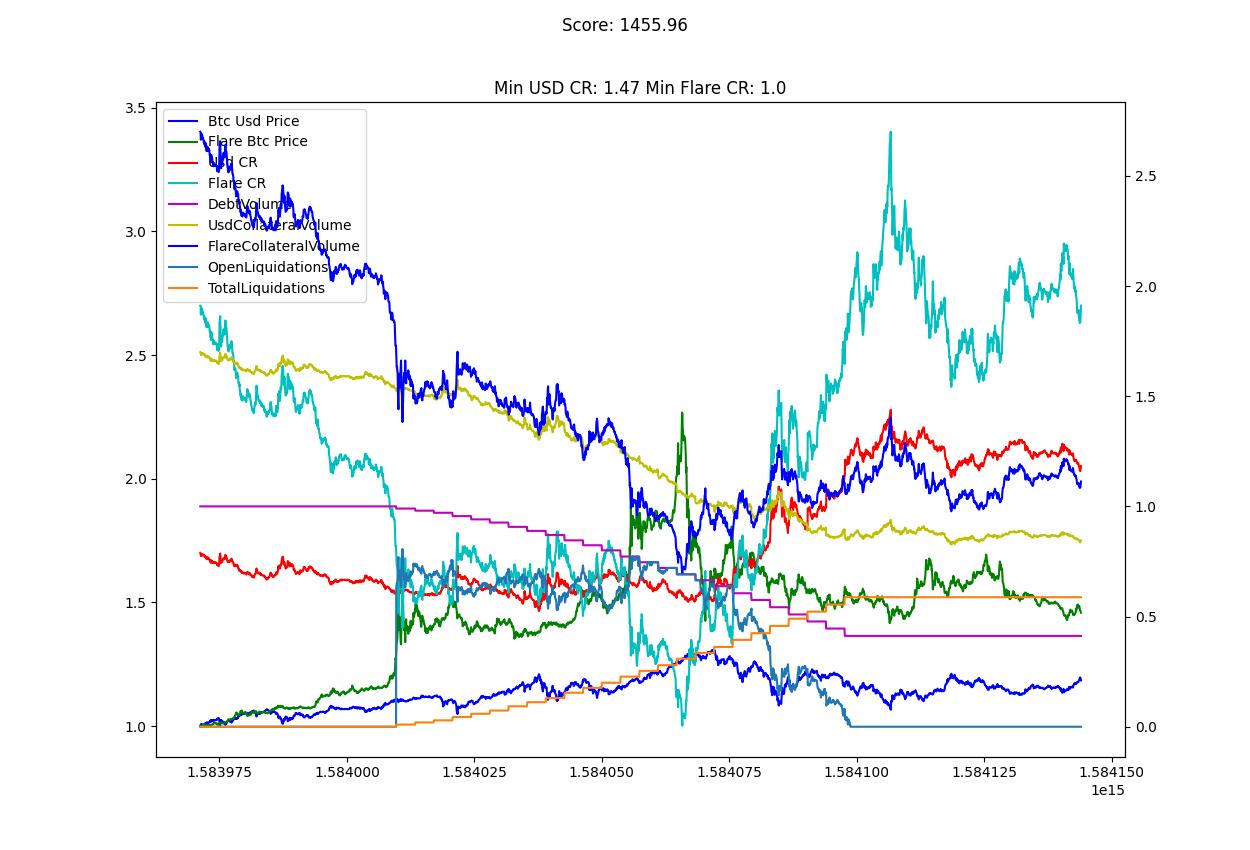 Score: 1455.96
Min USD CR: 1.47 Min Flare CR: 1.0
Btc Usd Price
Flare Btc Price
Usd CR
Flare CR
DebtVolume
UsdCollateralVolume
FlareCollateralVolume
OpenLiquidations
TotalLiquidations
3.5
3.0
2.5
2.0
1.5
1.0
2.5
2.0
1.5
1.0
0.5
0.0
1.583975
1.584000
1.584025
1.584050
1.584075
1.584100
1.584125
1.584150
1e15